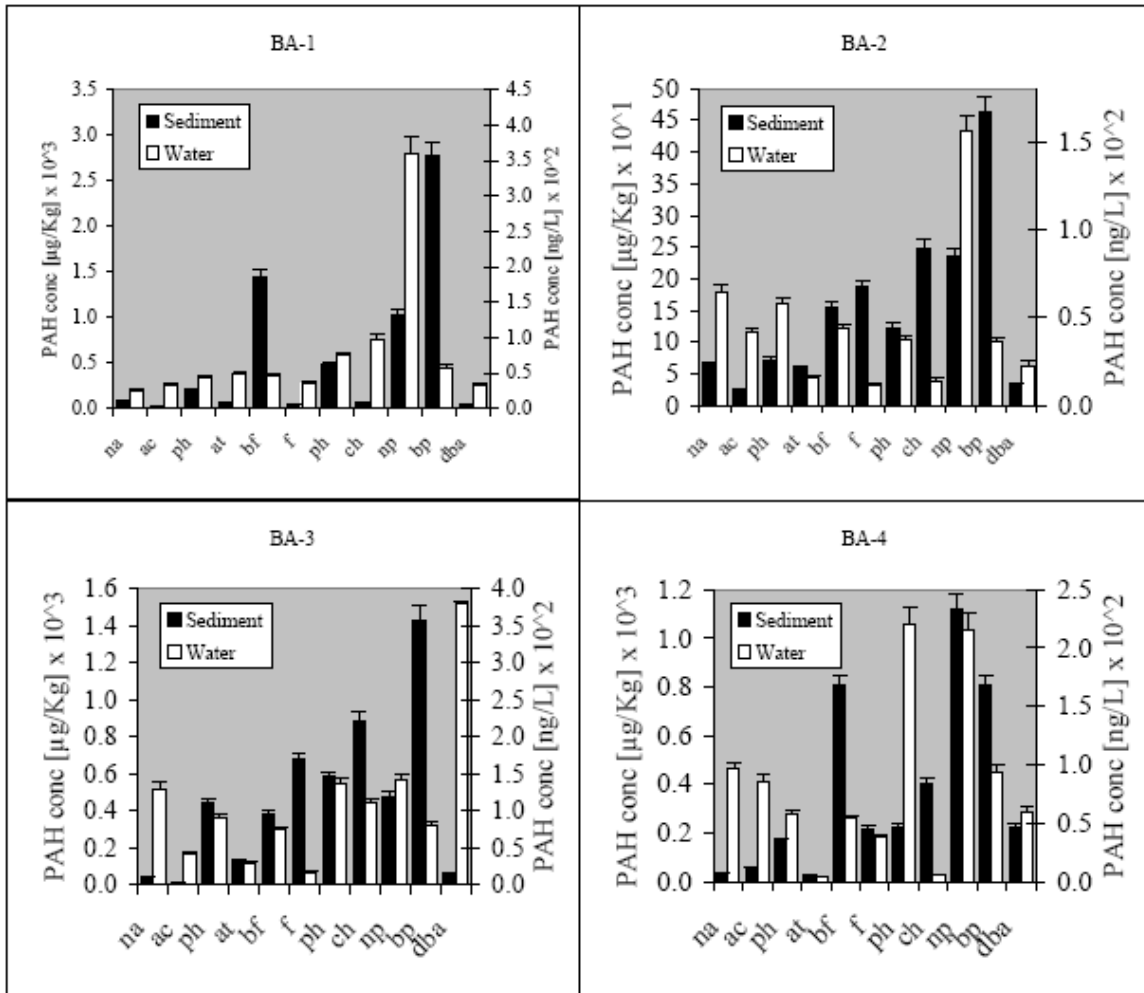 BA-1
PAH conc [µg/Kg] x 10^3
3.5
3.0
2.5
2.0
1.5
1.0
0.5
0.0
Sediment
Water
4.5
4.0
3.5
3.0
2.5
2.0
1.5
1.0
0.5
0.0
PAH conc [ng/L] x 10^2
na ac ph at bf f ph ch np bp dba
BA-2
PAH conc [µg/Kg] x 10^1
50
45
40
35
30
25
20
15
10
5
0
Sediment
Water
1.5
1.0
0.5
0.0
PAH conc [ng/L] x 10^2
na ac ph at bf f ph ch np bp dba
BA-3
PAH conc [µg/Kg] x 10^3
1.6
1.4
1.2
1.0
0.8
0.6
0.4
0.2
0.0
Sediment
Water
4.0
3.5
3.0
2.5
2.0
1.5
1.0
0.5
0.0
PAH conc [ng/L] x 10^2
na ac ph at bf f ph ch np bp dba
BA-4
PAH conc [µg/Kg] x 10^3
1.2
1.0
0.8
0.6
0.4
0.2
0.0
Sediment
Water
2.5
2.0
1.5
1.0
0.5
0.0
PAH conc [ng/L] x 10^2
na ac ph at bf f ph ch np bp dba